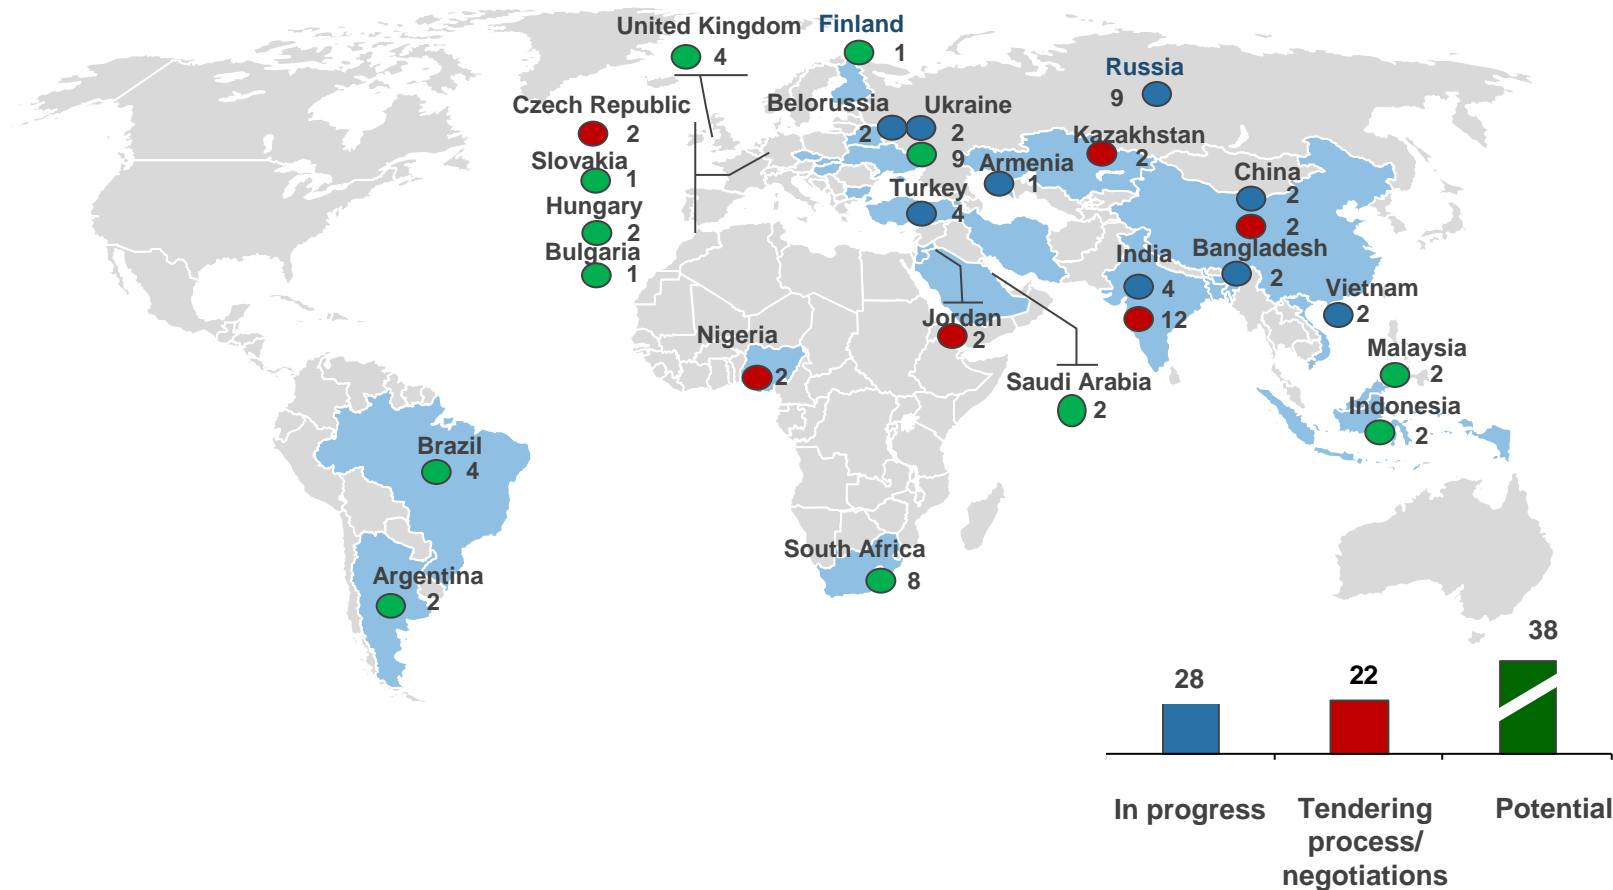 United Kingdom
4
Finland
1
Russia
9
Czech Republic
2
Belorussia
2
Ukraine
2
9
Kazakhstan
2
Slovakia
1
Armenia
1
China
2
2
Turkey
4
Hungary
2
Bulgaria
1
India
4
12
Bangladesh
2
Vietnam
2
Jordan
2
Nigeria
2
Malaysia
2
Saudi Arabia
2
Indonesia
2
Brazil
4
South Africa
8
Argentina
2
28
22
38
In progress
Tendering
process/
negotiations
Potential